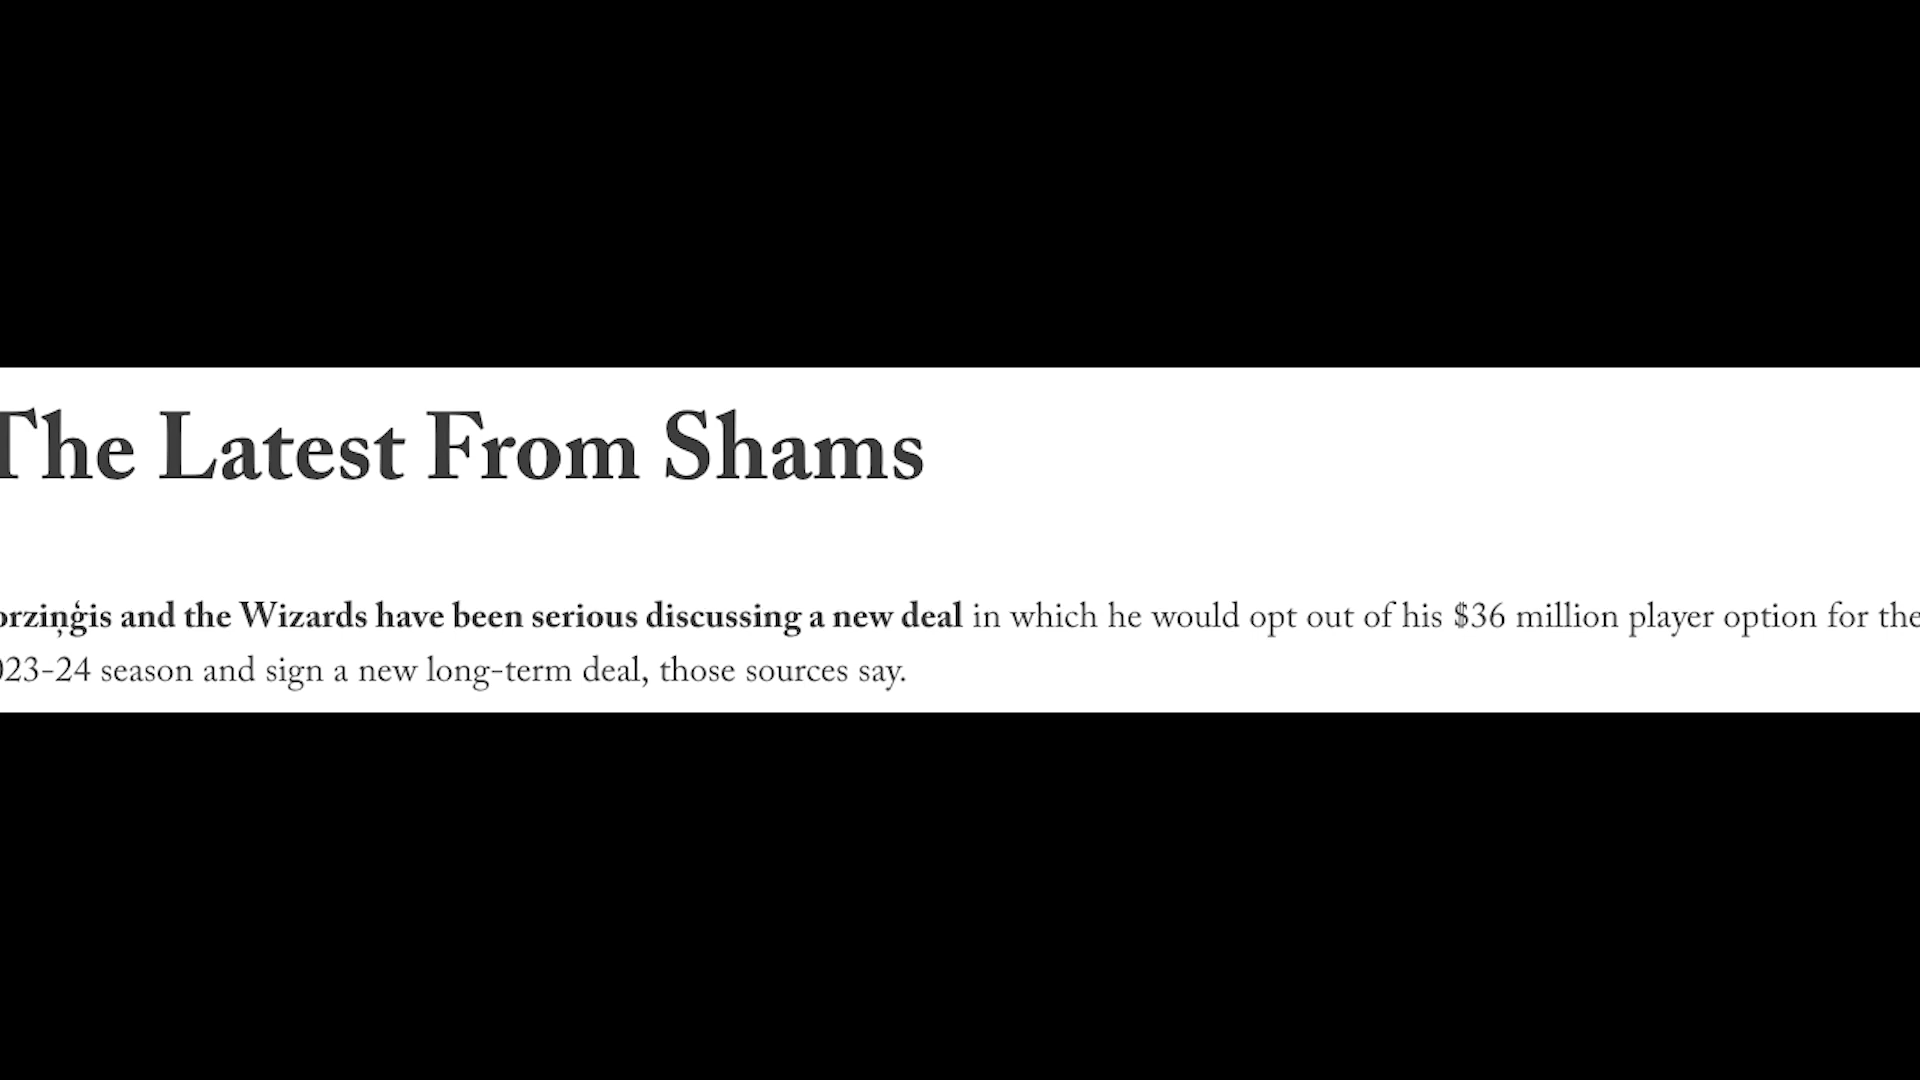 The Latest From Shams
orziņģis and the Wizards have been serious discussing a new deal in which he would opt out of his $36 million player option for the
023-24 season and sign a new long-term deal, those sources say.